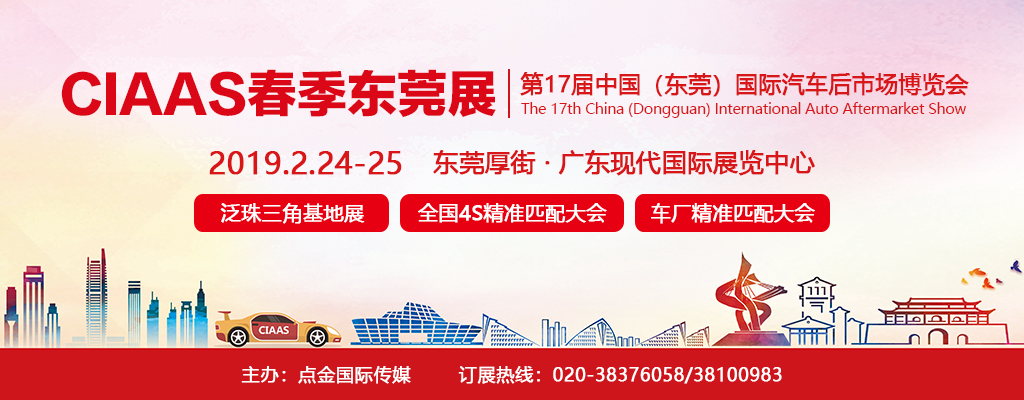 CIAAS春季东莞展
第17届中国（东莞）国际汽车后市场博览会
The 17th China (Dongguan) International Auto Aftermarket Show
2019.2.24-25 东莞厚街 · 广东现代国际展览中心
泛珠三角基地展 全国4S精准匹配大会 车厂精准匹配大会
CIAAS
主办：点金国际传媒 订展热线：020-38376058/38100983